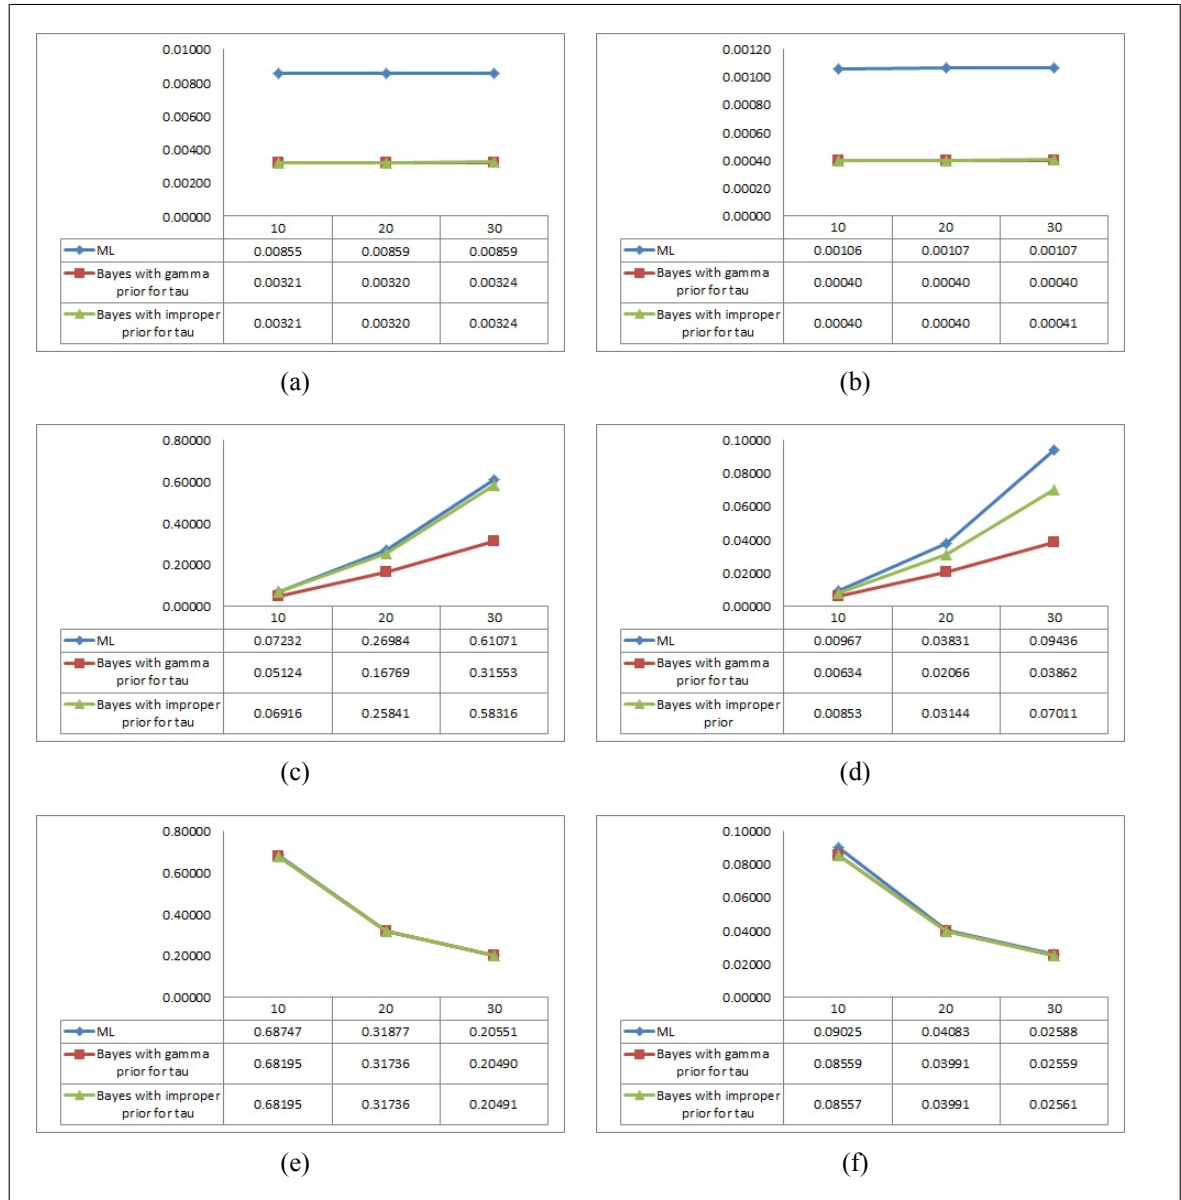 0.01000
0.00800
0.00600
0.00400
0.00200
0.00000
10 20 30
ML 0.00855 0.00859 0.00859
Bayes with gamma
prior for tau 0.00321 0.00320 0.00324
Bayes with improper
prior for tau 0.00321 0.00320 0.00324
(a)
0.00120
0.00100
0.00080
0.00060
0.00040
0.00020
0.00000
10 20 30
ML 0.00106 0.00107 0.00107
Bayes with gamma
prior for tau 0.00040 0.00040 0.00040
Bayes with improper
prior for tau 0.00040 0.00040 0.00041
(b)
0.80000
0.60000
0.40000
0.20000
0.00000
10 20 30
ML 0.07232 0.26984 0.61071
Bayes with gamma
prior for tau 0.05124 0.16769 0.31553
Bayes with improper
prior for tau 0.06916 0.25841 0.58316
(c)
0.10000
0.08000
0.06000
0.04000
0.02000
0.00000
10 20 30
ML 0.00967 0.03831 0.09436
Bayes with gamma
prior for tau 0.00634 0.02066 0.03862
Bayes with improper
prior 0.00853 0.03144 0.07011
(d)
0.80000
0.60000
0.40000
0.20000
0.00000
10 20 30
ML 0.68747 0.31877 0.20551
Bayes with gamma
prior for tau 0.68195 0.31736 0.20490
Bayes with improper
prior for tau 0.68195 0.31736 0.20491
(e)
0.10000
0.08000
0.06000
0.04000
0.02000
0.00000
10 20 30
ML 0.09025 0.04083 0.02588
Bayes with gamma
prior for tau 0.08559 0.03991 0.02559
Bayes with improper
prior for tau 0.08557 0.03991 0.02561
(f)